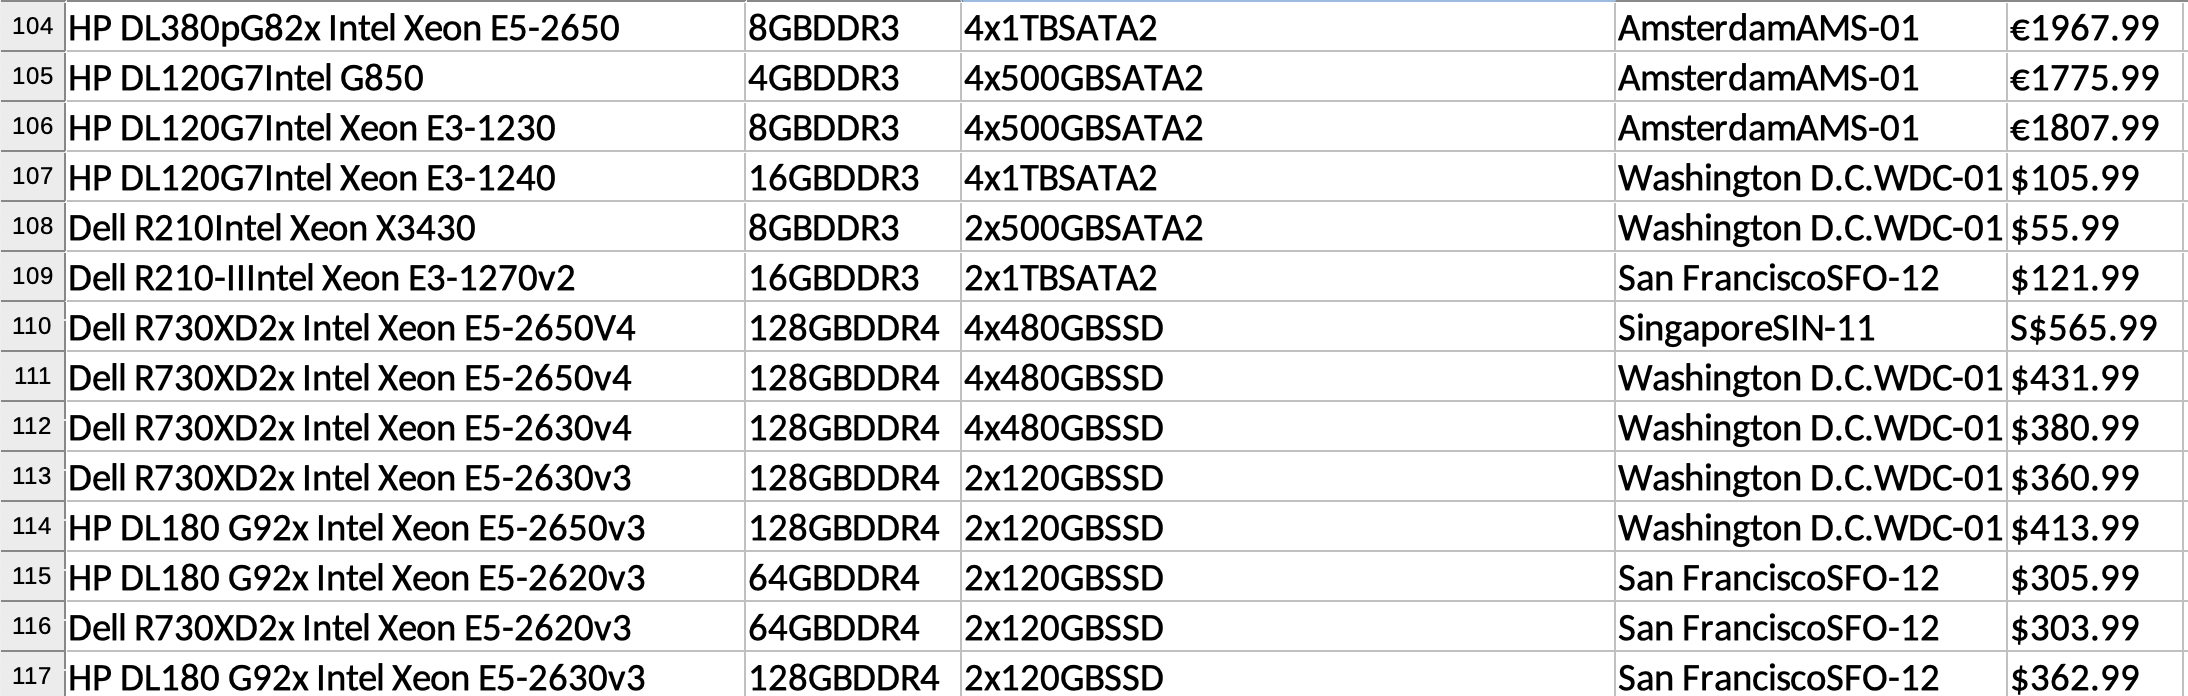 104 HP DL380pG82x Intel Xeon E5-2650 8GBDDR3 4x1TBSATA2 AmsterdamAMS-01 €1967.99
105 HP DL120G7Intel G850 4GBDDR3 4x500GBSATA2 AmsterdamAMS-01 €1775.99
106 HP DL120G7Intel Xeon E3-1230 8GBDDR3 4x500GBSATA2 AmsterdamAMS-01 €1807.99
107 HP DL120G7Intel Xeon E3-1240 16GBDDR3 4x1TBSATA2 Washington D.C.WDC-01 $105.99
108 Dell R210Intel Xeon X3430 8GBDDR3 2x500GBSATA2 Washington D.C.WDC-01 $55.99
109 Dell R210-IIIntel Xeon E3-1270v2 16GBDDR3 2x1TBSATA2 San FranciscoSFO-12 $121.99
110 Dell R730XD2x Intel Xeon E5-2650V4 128GBDDR4 4x480GBSSD SingaporeSIN-11 S$565.99
111 Dell R730XD2x Intel Xeon E5-2650v4 128GBDDR4 4x480GBSSD Washington D.C.WDC-01 $431.99
112 Dell R730XD2x Intel Xeon E5-2630v4 128GBDDR4 4x480GBSSD Washington D.C.WDC-01 $380.99
113 Dell R730XD2x Intel Xeon E5-2630v3 128GBDDR4 2x120GBSSD Washington D.C.WDC-01 $360.99
114 HP DL180 G92x Intel Xeon E5-2650v3 128GBDDR4 2x120GBSSD Washington D.C.WDC-01 $413.99
115 HP DL180 G92x Intel Xeon E5-2620v3 64GBDDR4 2x120GBSSD San FranciscoSFO-12 $305.99
116 Dell R730XD2x Intel Xeon E5-2620v3 64GBDDR4 2x120GBSSD San FranciscoSFO-12 $303.99
117 HP DL180 G92x Intel Xeon E5-2630v3 128GBDDR4 2x120GBSSD San FranciscoSFO-12 $362.99